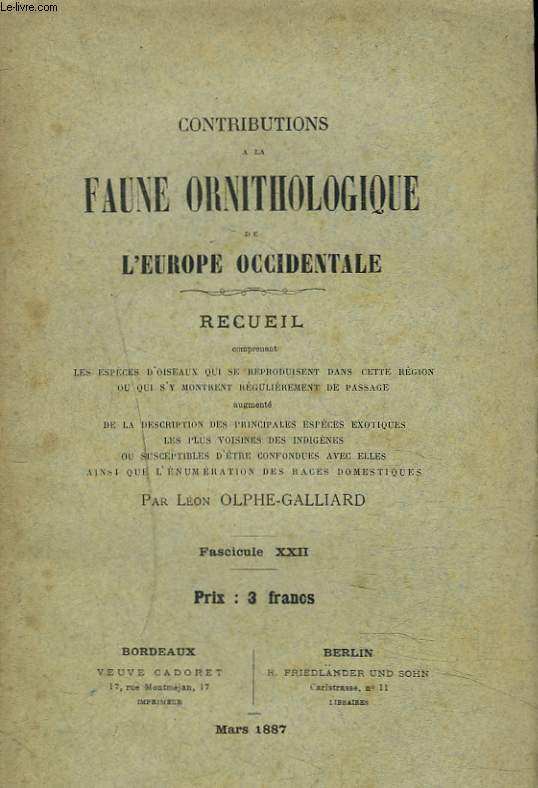 Le-livre.com
CONTRIBUTIONS
A LA
FAUNE ORNITHOLOGIQUE
DE
L'EUROPE OCCIDENTALE
RECUEIL
comprenant
LES ESPÈCES D'OISEAUX QUI SE REPRODUISENT DANS CETTE RÉGION
OU QUI S'Y MONTRENT RÉGULIÈREMENT DE PASSAGE
augmenté
DE LA DESCRIPTION DES PRINCIPALES ESPÈCES EXOTIQUES
LES PLUS VOISINES DES INDIGÈNES
OU SUSCEPTIBLES D'ÊTRE CONFONDUES AVEC ELLES
AINSI QUE L'ÉNUMÉRATION DES RACES DOMESTIQUES
PAR LÉON OLPHE-GALLIARD
Fascicule XXII
Prix : 3 francs
BORDEAUX
VEUVE CADORET
17, rue Montméjan, 17
IMPRIMEUR
BERLIN
R. FRIEDLÄNDER UND SOHN
Carlstrasse, nº 11
LIBRAIRES
Mars 1887